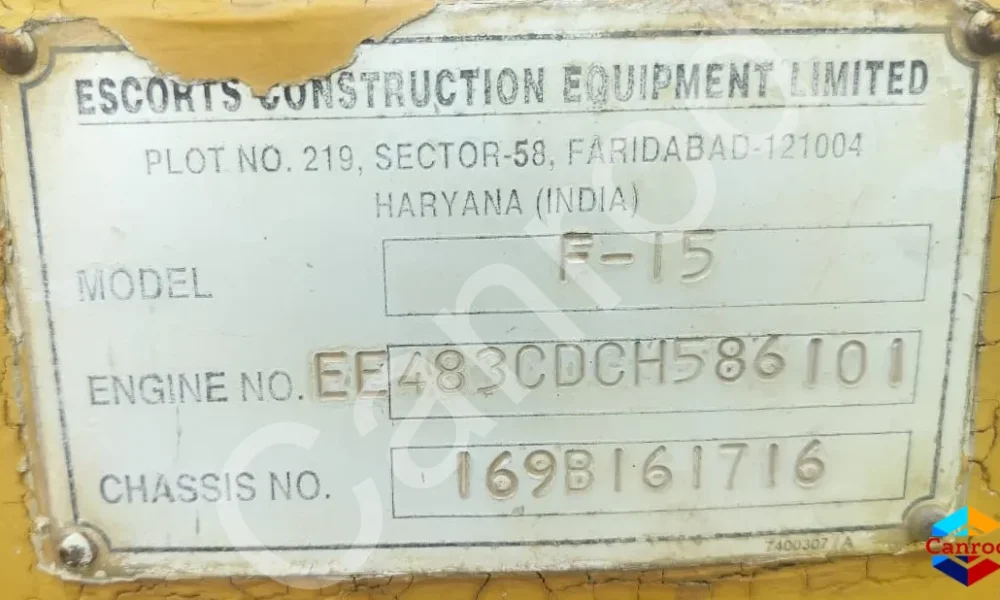 ESCORTS CONSTRUCTION EQUIPMENT LIMITED
PLOT NO. 219, SECTOR-58, FARIDABAD-121004
HARYANA (INDIA)
MODEL F-15
ENGINE NO. EE483CDCH586101
CHASSIS NO. 169B161716
7400307/A
Canroo